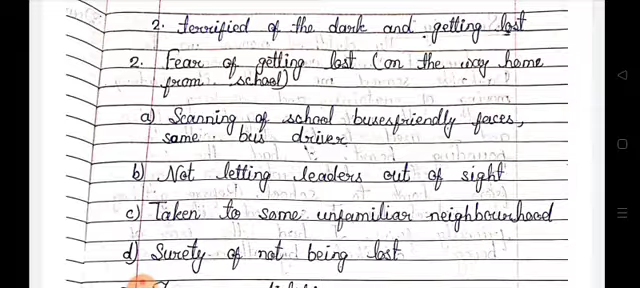 2. terrified of the dark and getting lost
2. Fear of getting lost (on the way home
from school)
a) Scanning of school busesfriendly faces,
same bus driver
b) Not letting leaders out of sight
c) Taken to some unfamiliar neighbourhood
d) Surety of not being lost